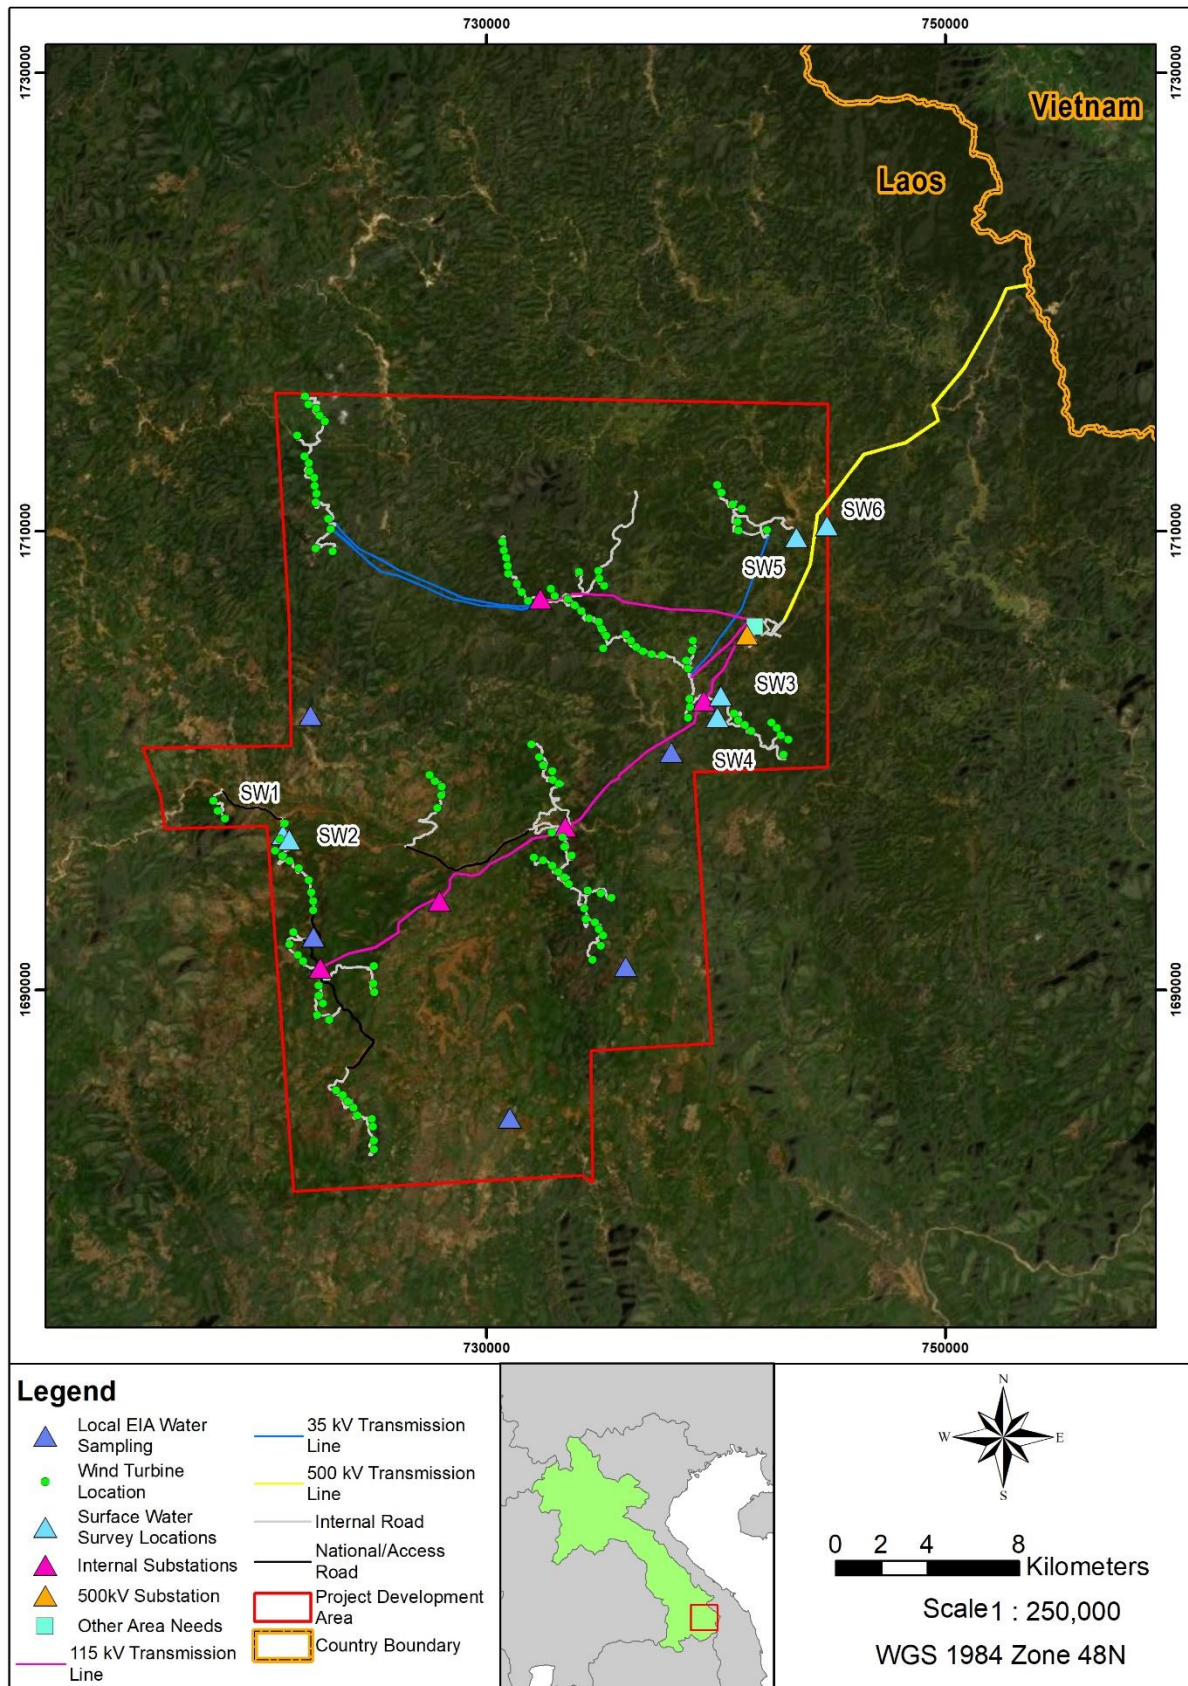 730000
750000
1730000
1730000
Vietnam
Laos
1710000
1710000
SW6
SW5
SW3
SW4
SW1
SW2
1690000
1690000
730000
750000
Legend
Local EIA Water
Sampling
Wind Turbine
Location
Surface Water
Survey Locations
Internal Substations
500kV Substation
Other Area Needs
115 kV Transmission
Line
35 kV Transmission
Line
500 kV Transmission
Line
Internal Road
National/Access
Road
Project Development
Area
Country Boundary
N
W
E
S
0 2 4 8
Kilometers
Scale 1 : 250,000
WGS 1984 Zone 48N